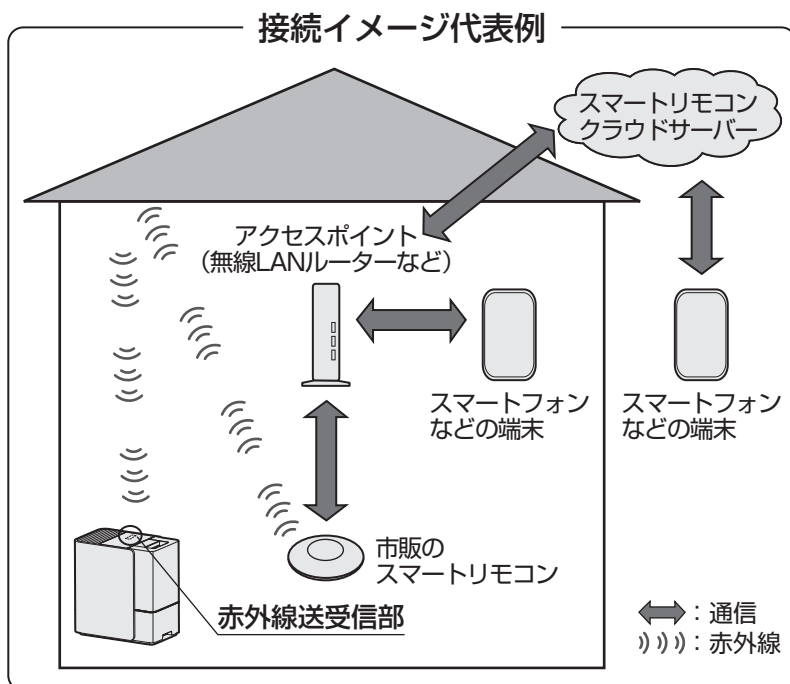 接続イメージ代表例
スマートリモコン
クラウドサーバー
アクセスポイント
(無線LANルーターなど)
スマートフォン
などの端末
スマートフォン
などの端末
市販の
スマートリモコン
赤外線送受信部
:通信
:赤外線